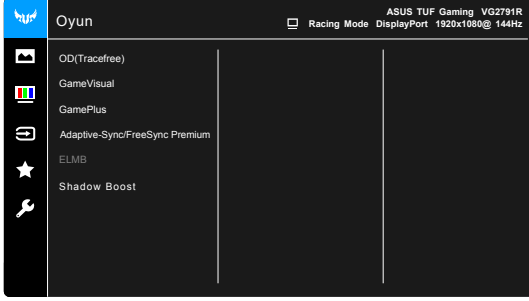 Oyun
ASUS TUF Gaming VG2791R
Racing Mode DisplayPort 1920x1080@ 144Hz
OD(Tracefree)
GameVisual
GamePlus
Adaptive-Sync/FreeSync Premium
ELMB
Shadow Boost